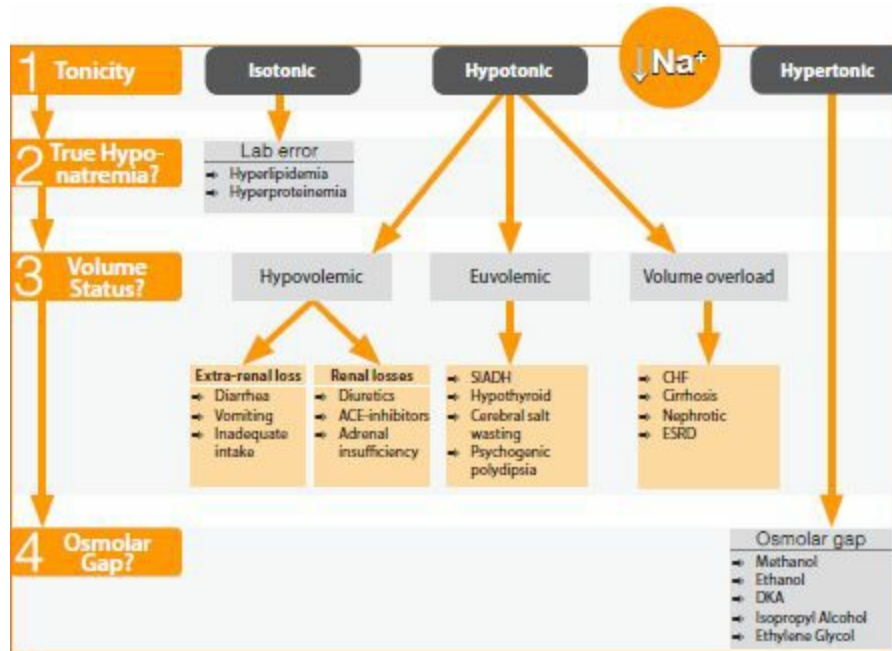 1 Tonicity
Isotonic
Hypotonic
↓Na⁺
Hypertonic
2 True Hypo-
natremia?
Lab error
➡ Hyperlipidemia
➡ Hyperproteinemia
3 Volume
Status?
Hypovolemic
Euvolemic
Volume overload
Extra-renal loss
➡ Diarrhea
➡ Vomiting
➡ Inadequate
intake
Renal losses
➡ Diuretics
➡ ACE-inhibitors
➡ Adrenal
insufficiency
➡ SIADH
➡ Hypothyroid
➡ Cerebral salt
wasting
➡ Psychogenic
polydipsia
➡ CHF
➡ Cirrhosis
➡ Nephrotic
➡ ESRD
4 Osmolar
Gap?
Osmolar gap
➡ Methanol
➡ Ethanol
➡ DKA
➡ Isopropyl Alcohol
➡ Ethylene Glycol